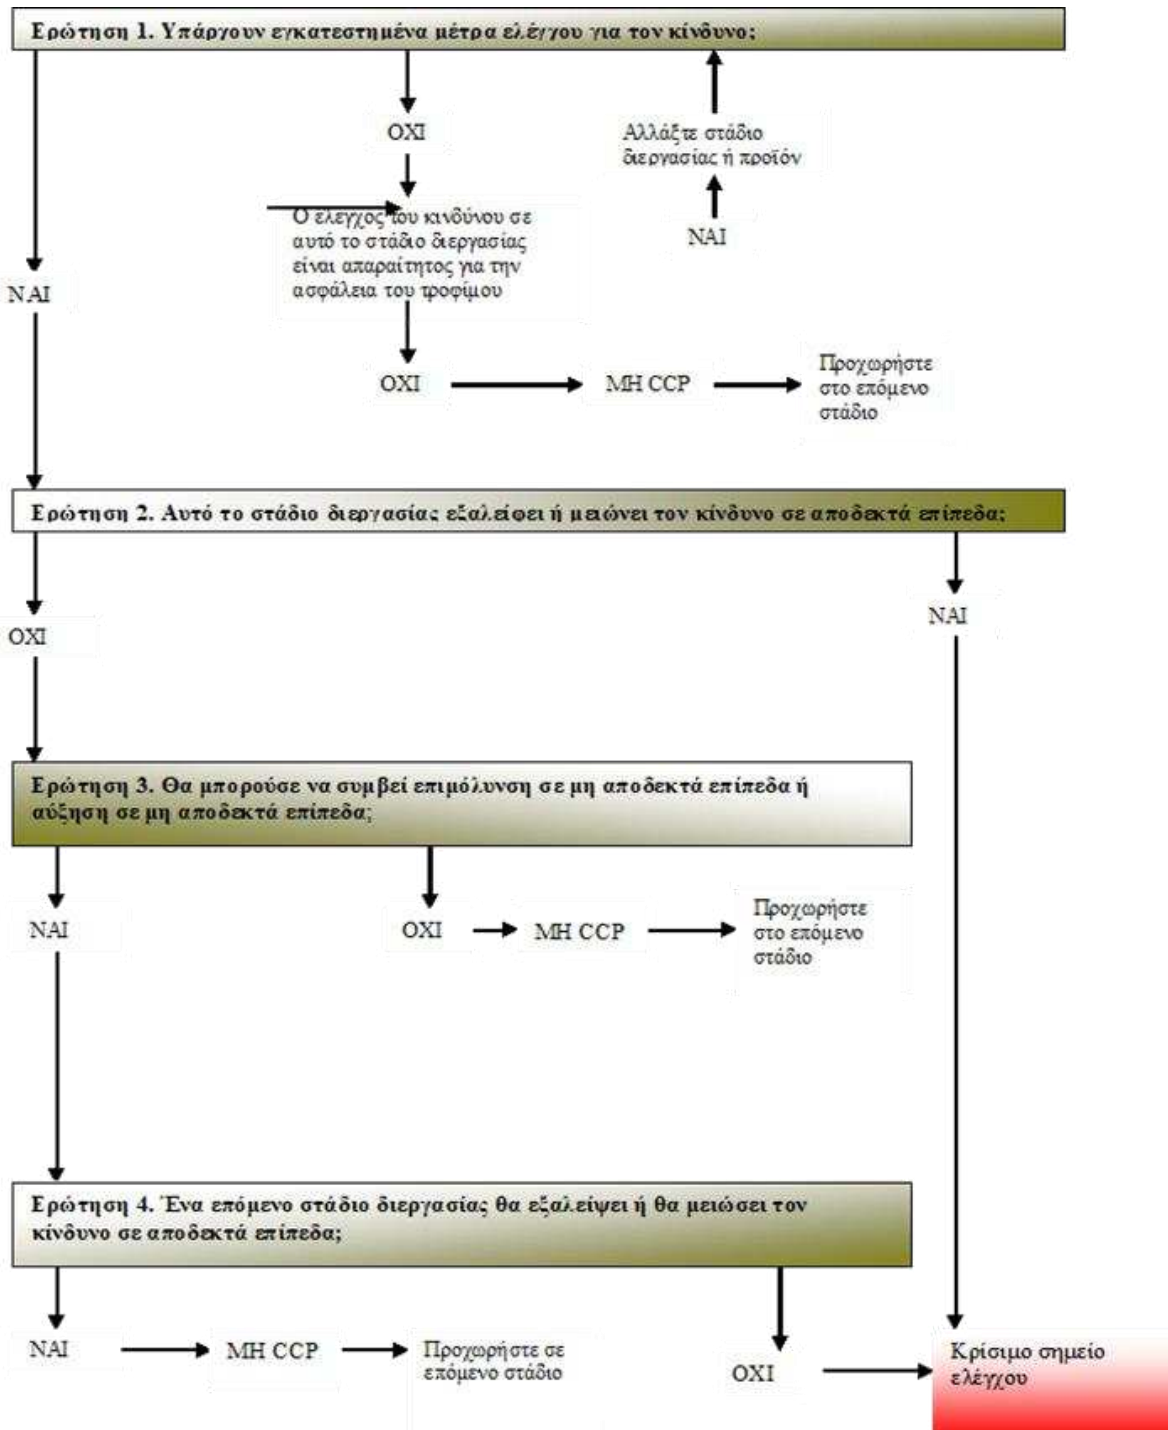 Ερώτηση 1. Υπάρχουν εγκατεστημένα μέτρα ελέγχου για τον κίνδυνο;
ΟΧΙ
Αλλάξτε στάδιο
διεργασίας ή προϊόν
ΝΑΙ
Ο έλεγχος του κινδύνου σε
αυτό το στάδιο διεργασίας
είναι απαραίτητος για την
ασφάλεια του τροφίμου
ΝΑΙ
ΟΧΙ
ΜΗ CCP
Προχωρήστε
στο επόμενο
στάδιο
Ερώτηση 2. Αυτό το στάδιο διεργασίας εξαλείφει ή μειώνει τον κίνδυνο σε αποδεκτά επίπεδα;
ΝΑΙ
ΟΧΙ
Ερώτηση 3. Θα μπορούσε να συμβεί επιμόλυνση σε μη αποδεκτά επίπεδα ή
αύξηση σε μη αποδεκτά επίπεδα;
ΝΑΙ
ΟΧΙ
ΜΗ CCP
Προχωρήστε
στο επόμενο
στάδιο
Ερώτηση 4. Ένα επόμενο στάδιο διεργασίας θα εξαλείψει ή θα μειώσει τον
κίνδυνο σε αποδεκτά επίπεδα;
ΝΑΙ
ΜΗ CCP
Προχωρήστε σε
επόμενο στάδιο
ΟΧΙ
Κρίσιμο σημείο
ελέγχου